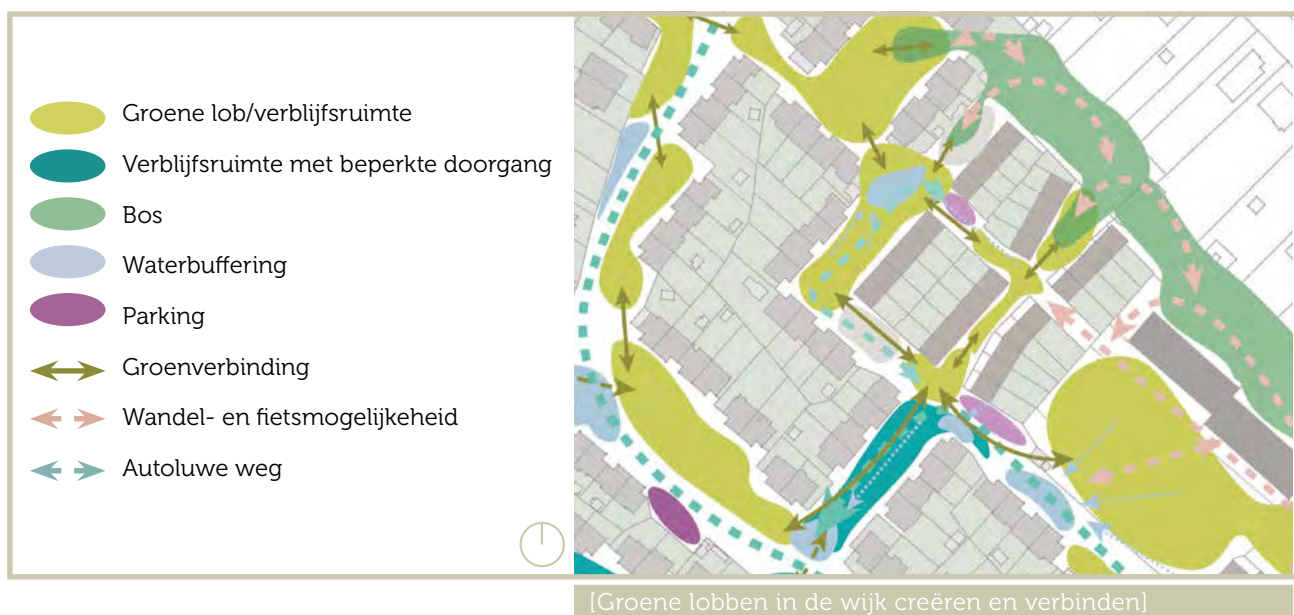 Groene lob/verblijfsruimte
Verblijfsruimte met beperkte doorgang
Bos
Waterbuffering
Parking
Groenverbinding
Wandel- en fietsmogelijkeheid
Autoluwe weg
[Groene lobben in de wijk creëren en verbinden]